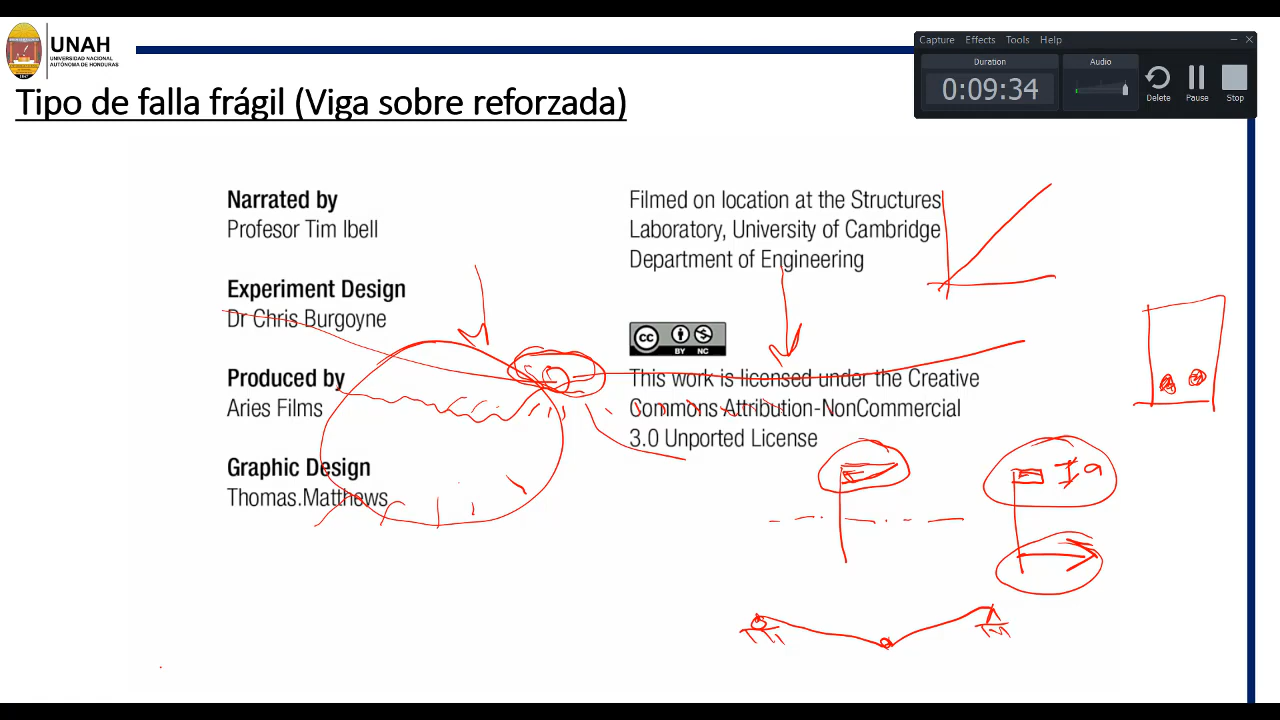 UNAH
UNIVERSIDAD NACIONAL
AUTÓNOMA DE HONDURAS
Capture Effects Tools Help
Duration
0:09:34
Audio
Delete
Pause
Stop
Tipo de falla frágil (Viga sobre reforzada)
Narrated by
Profesor Tim Ibell
Experiment Design
Dr Chris Burgoyne
Produced by
Aries Films
Graphic Design
Thomas.Matthews
Filmed on location at the Structures
Laboratory, University of Cambridge
Department of Engineering
cc
BY NC
This work is licensed under the Creative
Commons Attribution-NonCommercial
3.0 Unported License